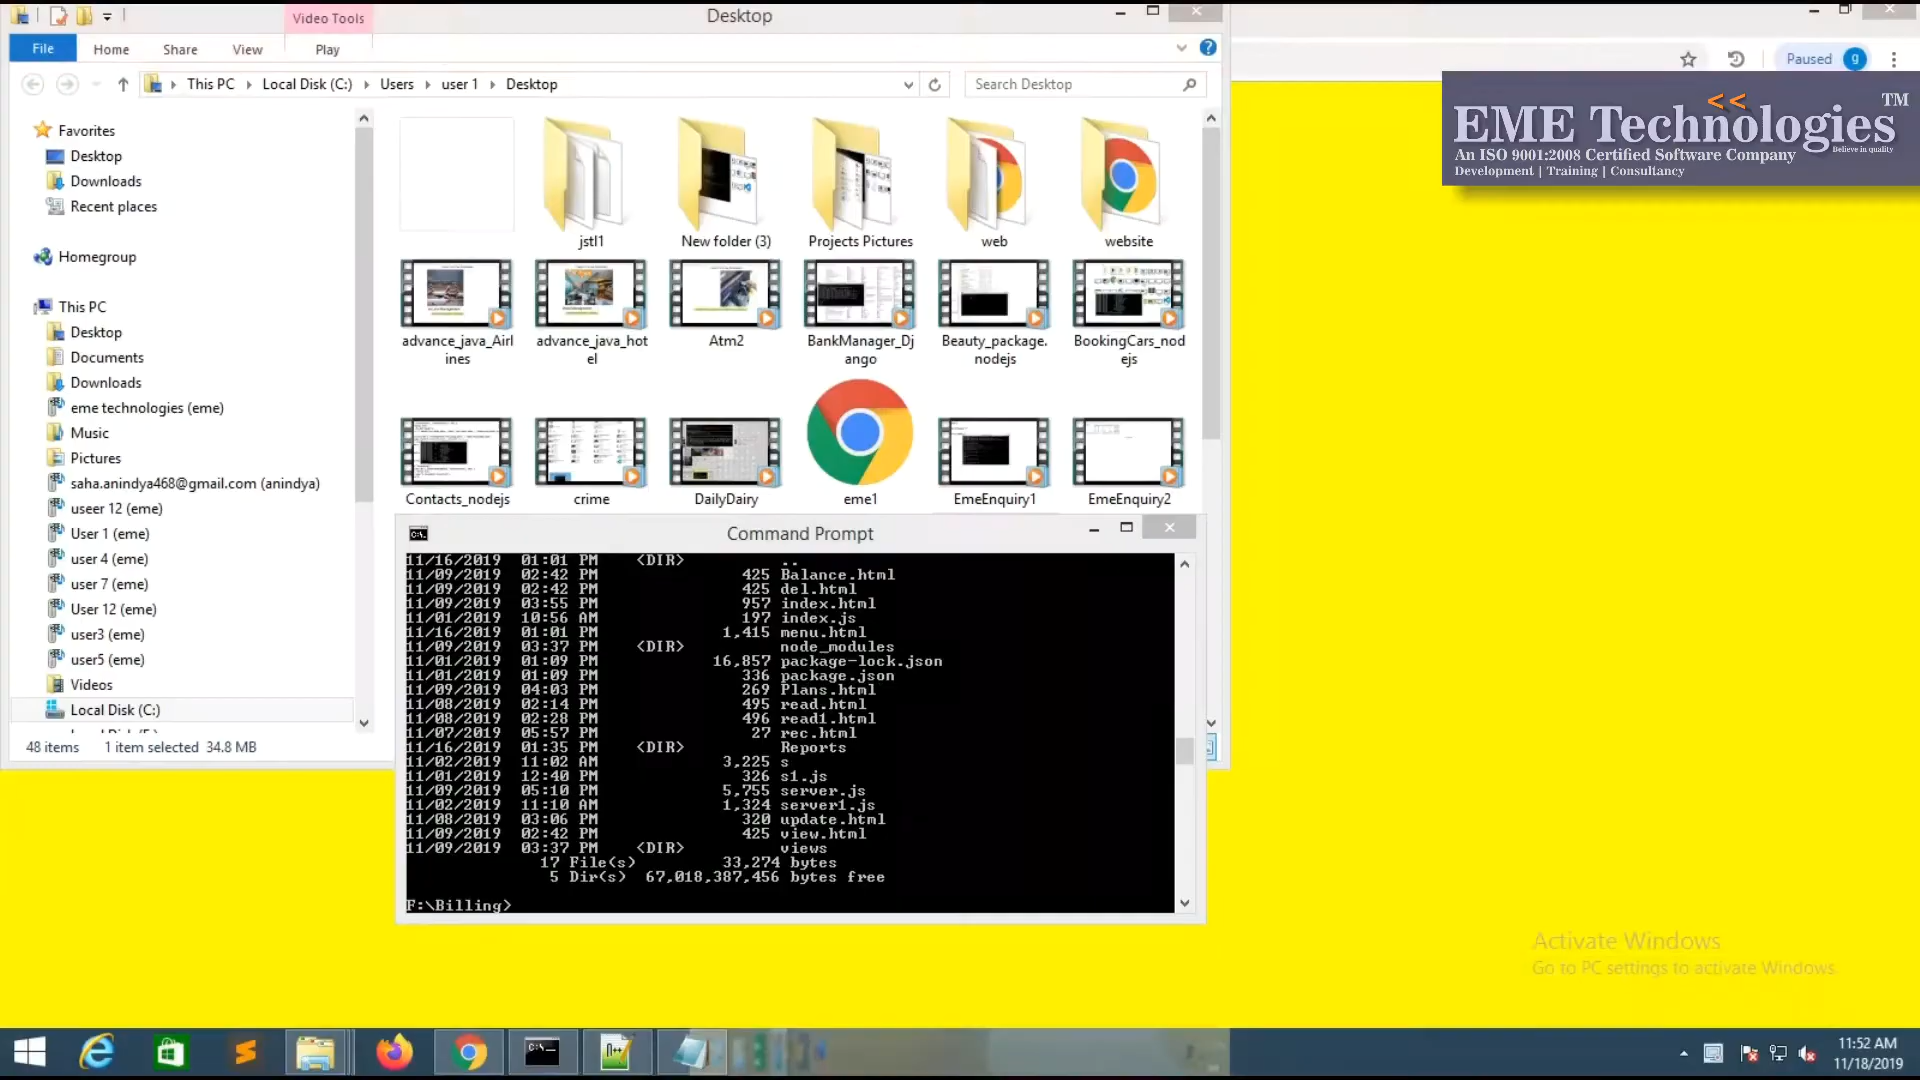 Video Tools
Desktop
File
Home
Share
View
Play
This PC
Local Disk (C:)
Users
user 1
Desktop
Search Desktop
Paused
g
EME Technologies TM
Believe in quality
An ISO 9001:2008 Certified Software Company
Development | Training | Consultancy
Favorites
Desktop
Downloads
Recent places
Homegroup
This PC
Desktop
Documents
Downloads
eme technologies (eme)
Music
Pictures
saha.anindya468@gmail.com (anindya)
useer 12 (eme)
User 1 (eme)
user 4 (eme)
user 7 (eme)
User 12 (eme)
user3 (eme)
user5 (eme)
Videos
Local Disk (C:)
48 items 1 item selected 34.8 MB
jstl1
New folder (3)
Projects Pictures
web
website
advance_java_Airl
ines
advance_java_hot
el
Atm2
BankManager_Dj
ango
Beauty_package.
nodejs
BookingCars_nod
ejs
Contacts_nodejs
crime
DailyDairy
eme1
EmeEnquiry1
EmeEnquiry2
Command Prompt
11/16/2019 01:01 PM <DIR> ..
11/09/2019 02:42 PM 425 Balance.html
11/09/2019 02:42 PM 425 del.html
11/09/2019 03:55 PM 957 index.html
11/01/2019 10:56 AM 197 index.js
11/16/2019 01:01 PM 1,415 menu.html
11/09/2019 03:37 PM <DIR> node_modules
11/01/2019 01:09 PM 16,857 package-lock.json
11/01/2019 01:09 PM 336 package.json
11/09/2019 04:03 PM 269 Plans.html
11/08/2019 02:14 PM 495 read.html
11/08/2019 02:28 PM 496 read1.html
11/07/2019 05:57 PM 27 rec.html
11/16/2019 01:35 PM <DIR> Reports
11/02/2019 11:02 AM 3,225 s
11/01/2019 12:40 PM 326 s1.js
11/09/2019 05:10 PM 5,755 server.js
11/02/2019 11:10 AM 1,324 server1.js
11/08/2019 03:06 PM 320 update.html
11/09/2019 02:42 PM 425 view.html
11/09/2019 03:37 PM <DIR> views
17 File(s) 33,274 bytes
5 Dir(s) 67,018,387,456 bytes free
F:\Billing>
Activate Windows
Go to PC settings to activate Windows.
11:52 AM
11/18/2019